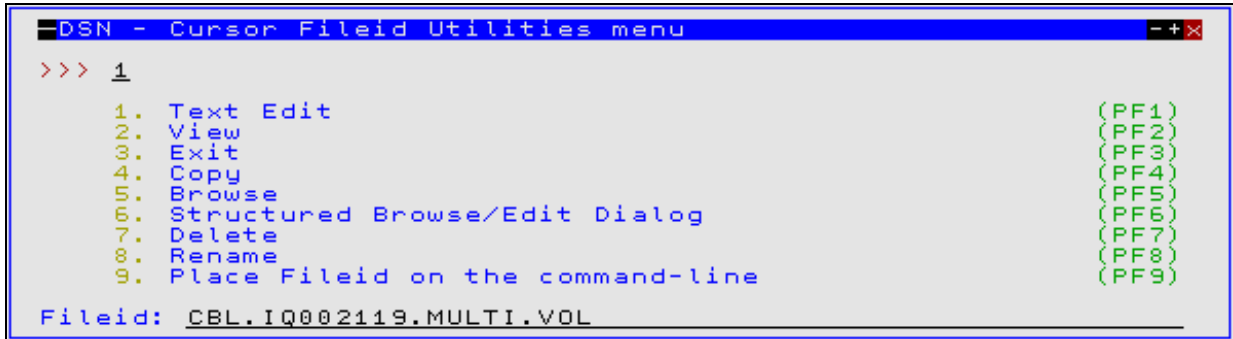 DSN - Cursor Fileid Utilities menu -+x
>>> 1
1. Text Edit (PF1)
2. View (PF2)
3. Exit (PF3)
4. Copy (PF4)
5. Browse (PF5)
6. Structured Browse/Edit Dialog (PF6)
7. Delete (PF7)
8. Rename (PF8)
9. Place Fileid on the command-line (PF9)
Fileid: CBL.IQ002119.MULTI.VOL